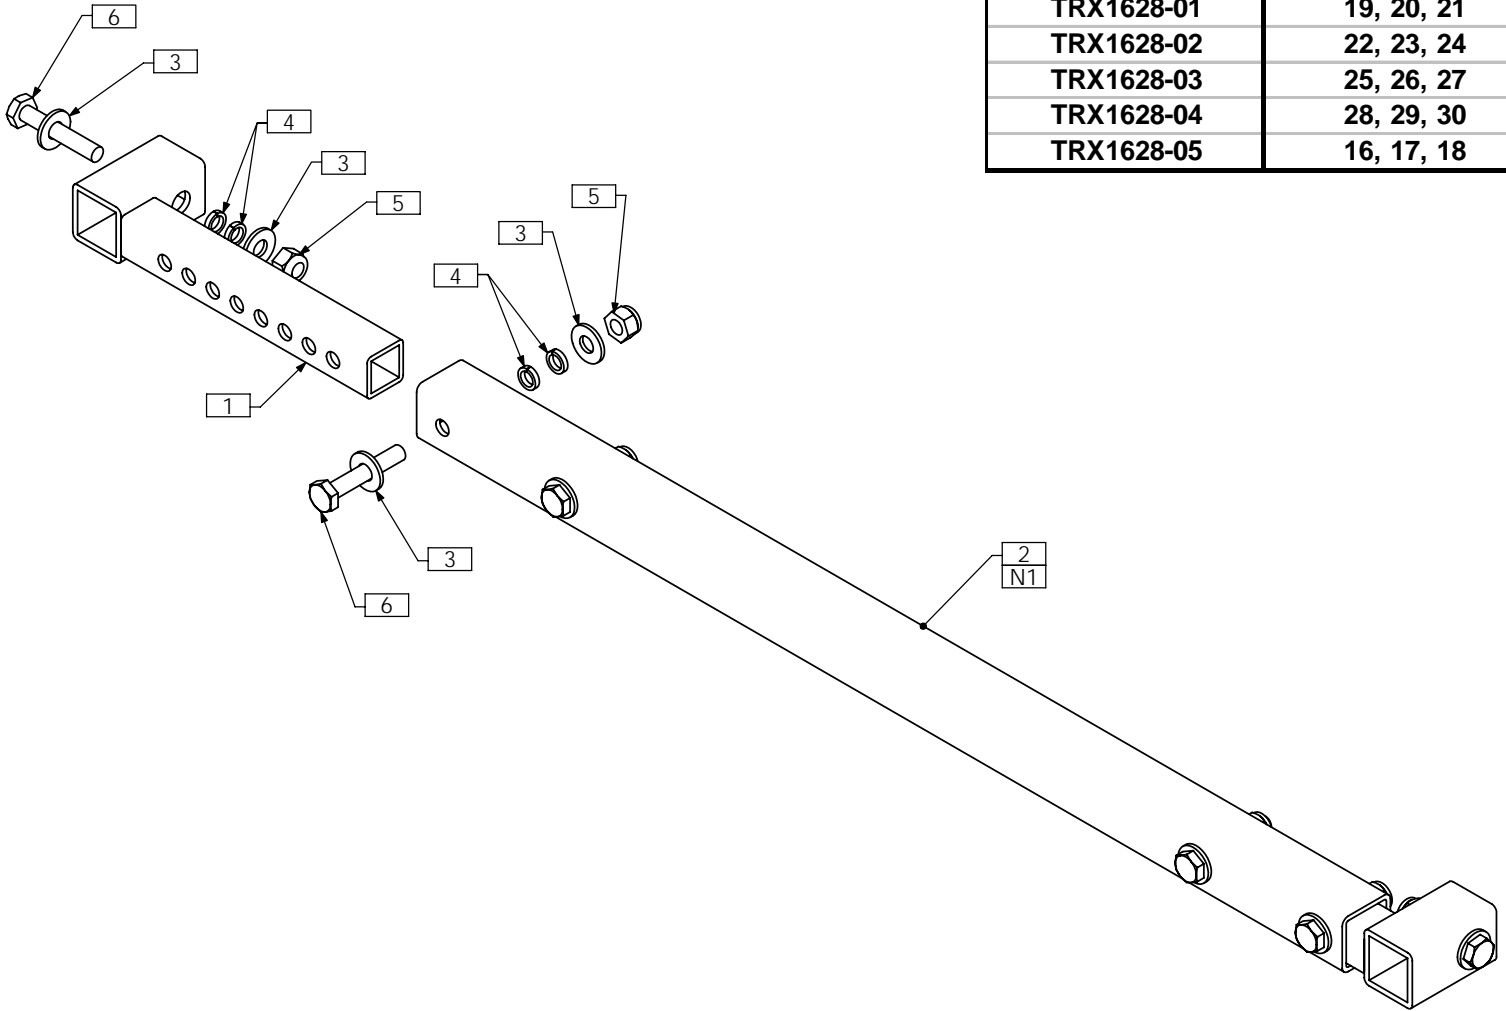 TRX1628-01 19, 20, 21
TRX1628-02 22, 23, 24
TRX1628-03 25, 26, 27
TRX1628-04 28, 29, 30
TRX1628-05 16, 17, 18
6
3
4
3
5
5
3
4
1
3
6
2
N1